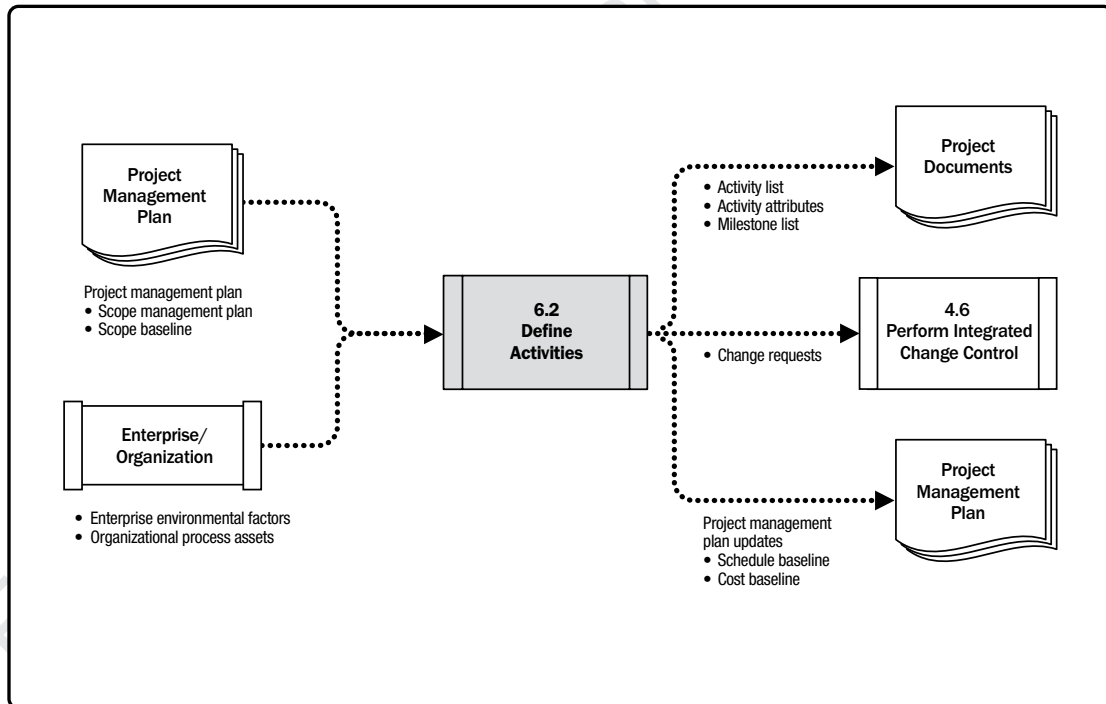 Project
Management
Plan
Project management plan
• Scope management plan
• Scope baseline
Enterprise/
Organization
• Enterprise environmental factors
• Organizational process assets
6.2
Define
Activities
• Activity list
• Activity attributes
• Milestone list
Project
Documents
• Change requests
4.6
Perform Integrated
Change Control
Project management
plan updates
• Schedule baseline
• Cost baseline
Project
Management
Plan